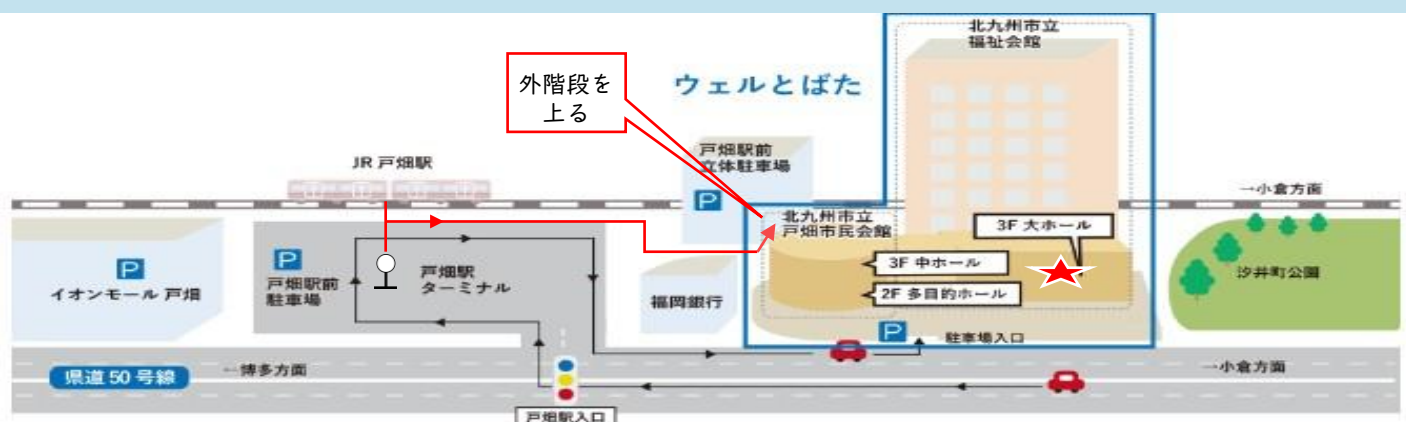 北九州市立
福祉会館
外階段を
上る
ウェルとばた
戸畑駅前
立体駐車場
P
JR 戸畑駅
→小倉方面
北九州市立
戸畑市民会館
3F 大ホール
3F 中ホール
2F 多目的ホール
P
イオンモール 戸畑
P
戸畑駅前
駐車場
戸畑駅
ターミナル
福岡銀行
汐井町公園
P
駐車場入口
県道50号線
←博多方面
→小倉方面
戸畑駅入口